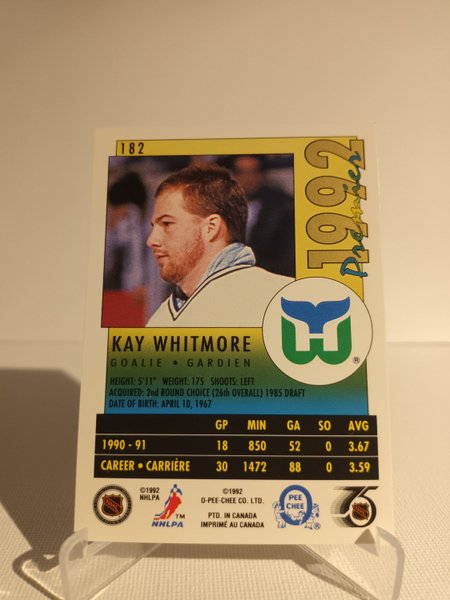 182
1992
Premier
KAY WHITMORE
GOALIE • GARDIEN
®
HEIGHT: 5'11" WEIGHT: 175 SHOOTS: LEFT
ACQUIRED: 2nd ROUND CHOICE (26th OVERALL) 1985 DRAFT
DATE OF BIRTH: APRIL 10, 1967
GP MIN GA SO AVG
1990 - 91 18 850 52 0 3.67
CAREER • CARRIÈRE 30 1472 88 0 3.59
©1992
NHLPA
NHLPA
TM
©1992
O-PEE-CHEE CO. LTD.
PTD. IN CANADA
IMPRIMÉ AU CANADA
O PEE CHEE
75